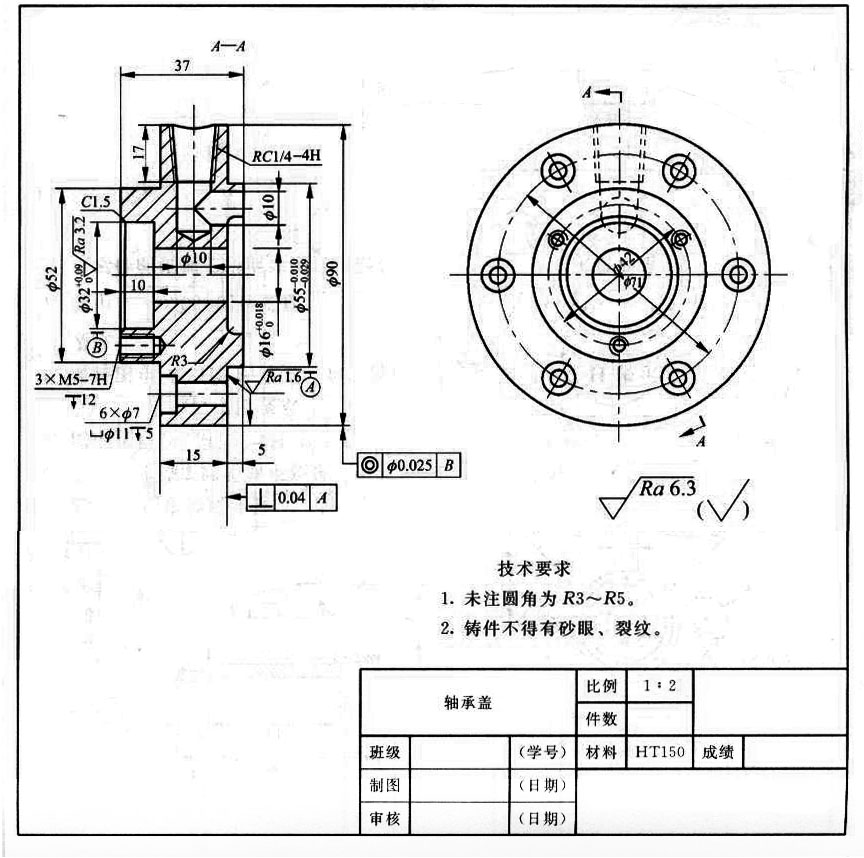 A—A
37
17
RC1/4-4H
C1.5
φ10
Ra 3.2
φ52
φ32 +0.09 0
10
φ10
φ55 -0.010 -0.029
φ90
φ16 +0.018 0
B
R3
3×M5-7H
↧12
Ra 1.6
A
6×φ7
⌴φ11↧5
15
5
◎ φ0.025 B
⊥ 0.04 A
A
φ42
φ71
A
Ra 6.3
(√)
技术要求
1. 未注圆角为 R3～R5。
2. 铸件不得有砂眼、裂纹。
轴承盖 比例 1∶2
件数
班级 (学号) 材料 HT150 成绩
制图 (日期)
审核 (日期)